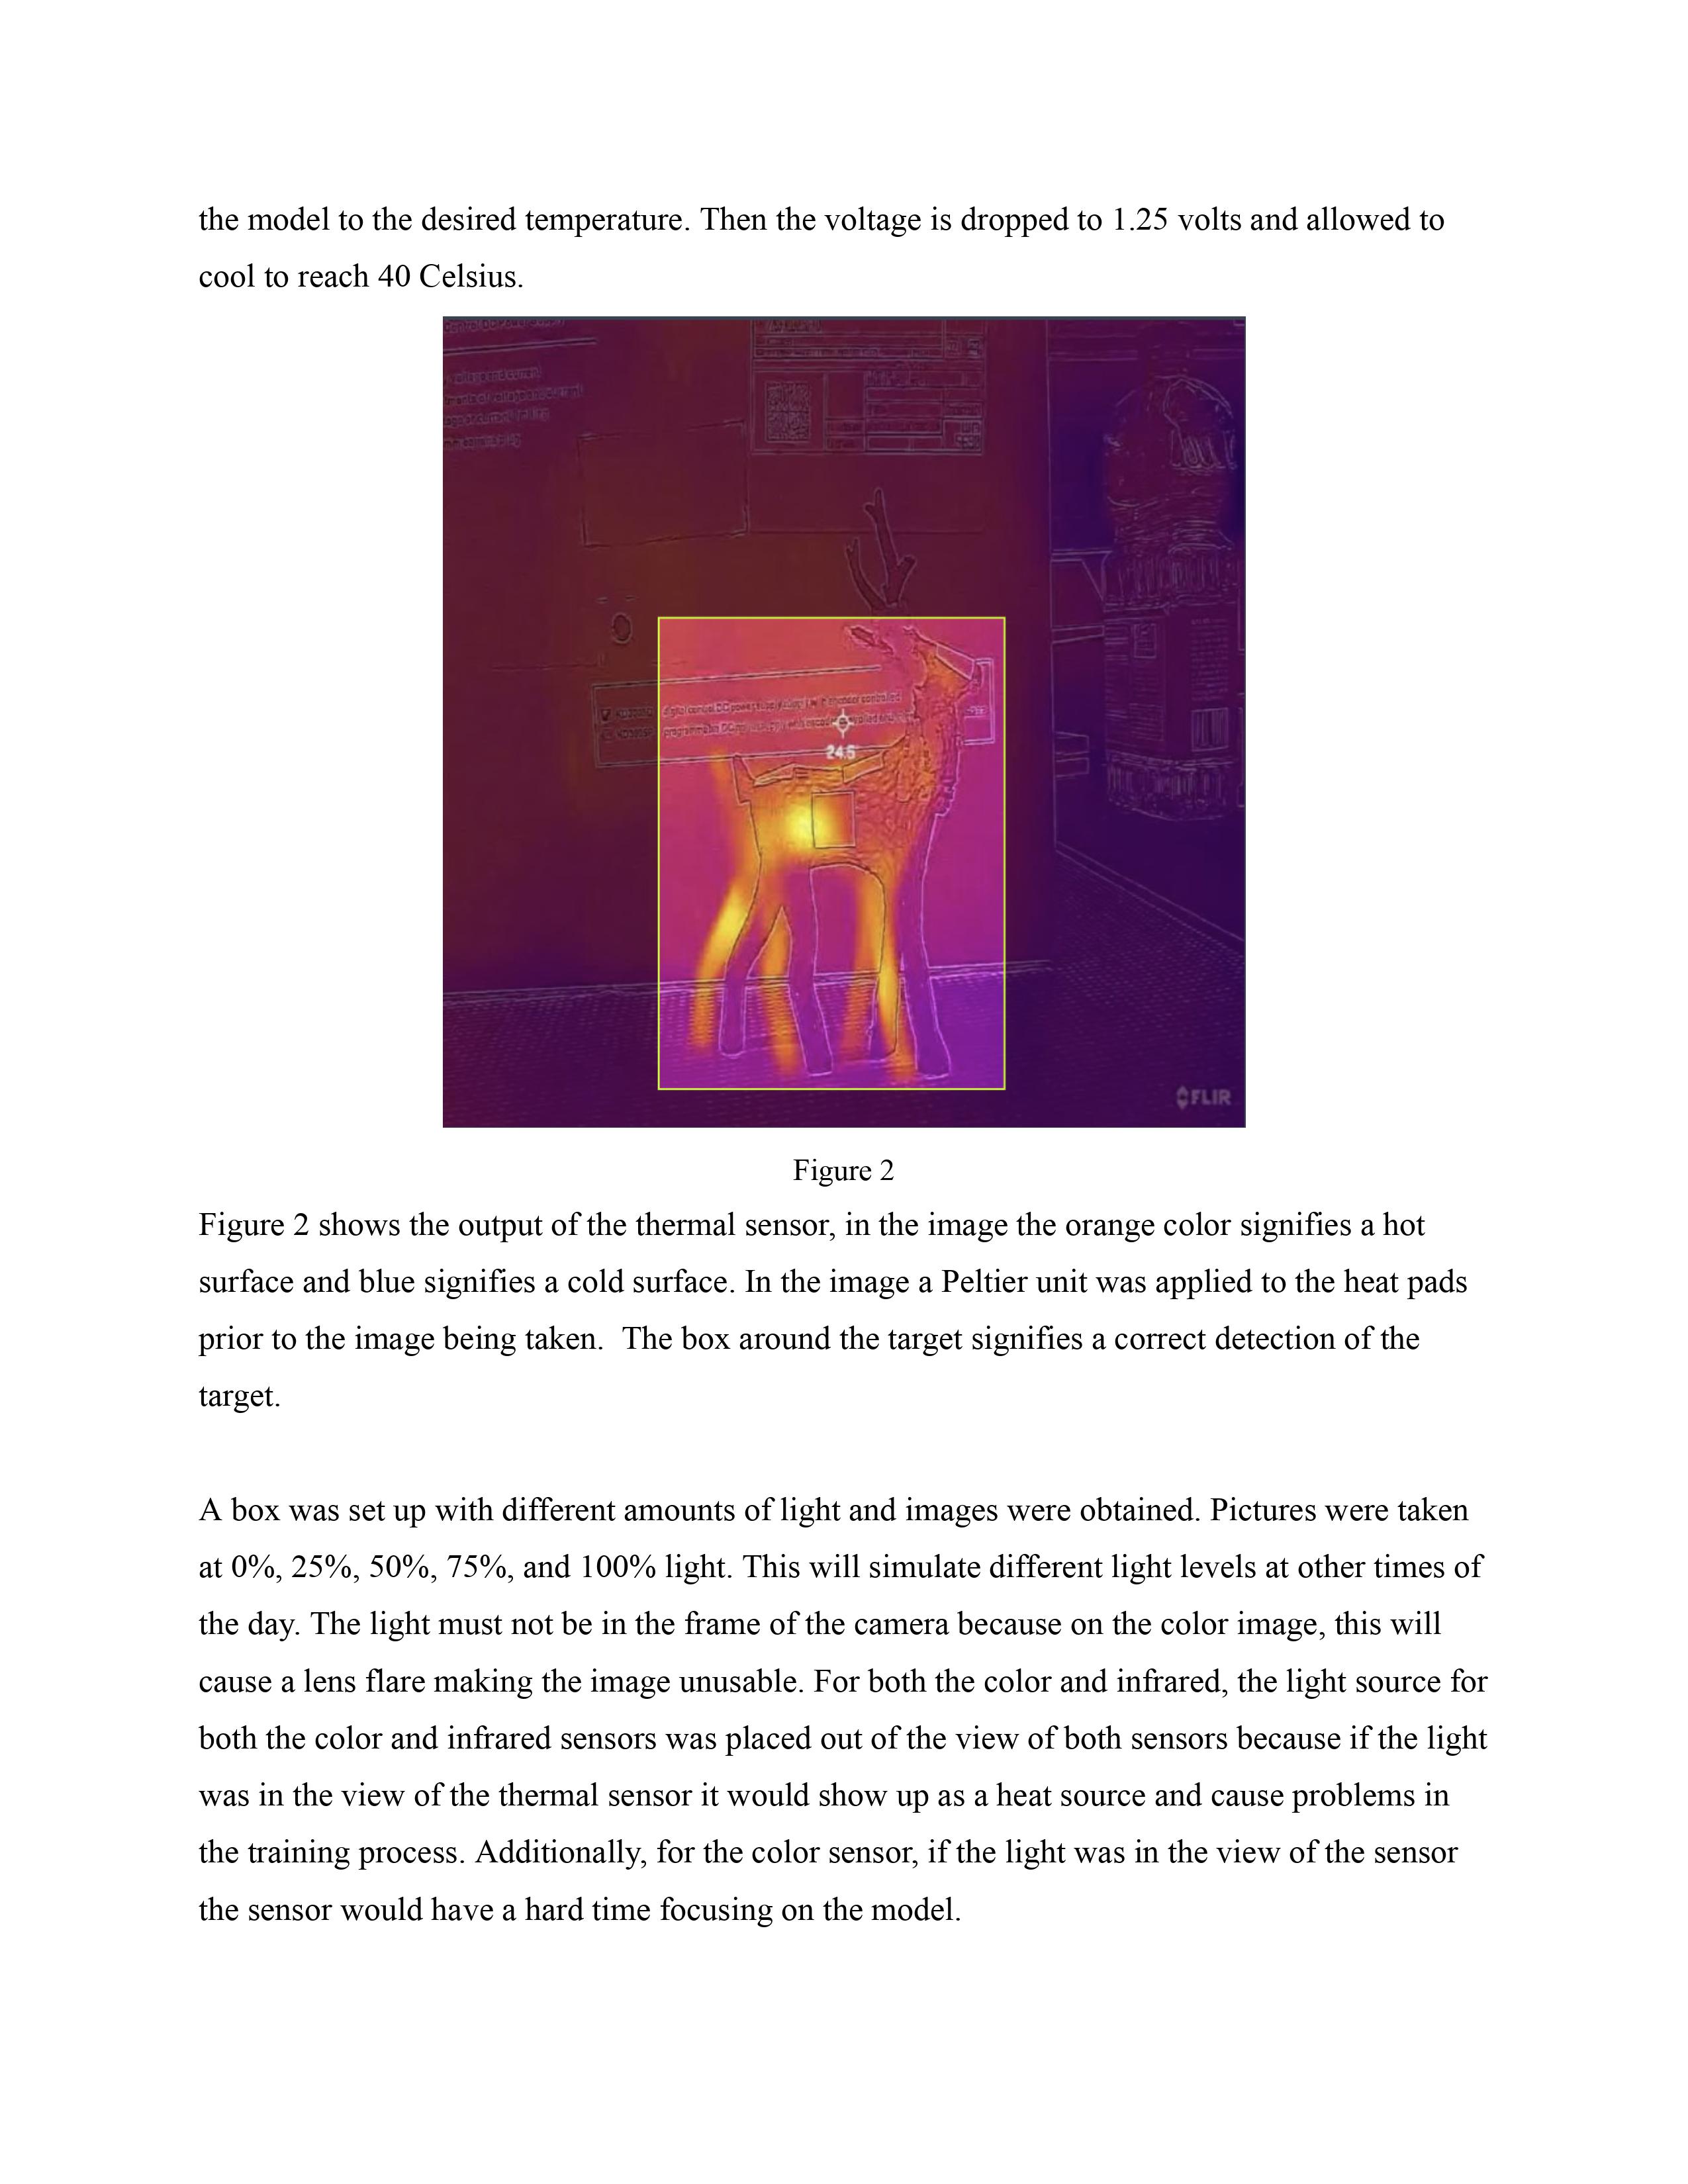 the model to the desired temperature. Then the voltage is dropped to 1.25 volts and allowed to
cool to reach 40 Celsius.
24.6°
FLIR
Figure 2
Figure 2 shows the output of the thermal sensor, in the image the orange color signifies a hot
surface and blue signifies a cold surface. In the image a Peltier unit was applied to the heat pads
prior to the image being taken.  The box around the target signifies a correct detection of the
target.
A box was set up with different amounts of light and images were obtained. Pictures were taken
at 0%, 25%, 50%, 75%, and 100% light. This will simulate different light levels at other times of
the day. The light must not be in the frame of the camera because on the color image, this will
cause a lens flare making the image unusable. For both the color and infrared, the light source for
both the color and infrared sensors was placed out of the view of both sensors because if the light
was in the view of the thermal sensor it would show up as a heat source and cause problems in
the training process. Additionally, for the color sensor, if the light was in the view of the sensor
the sensor would have a hard time focusing on the model.